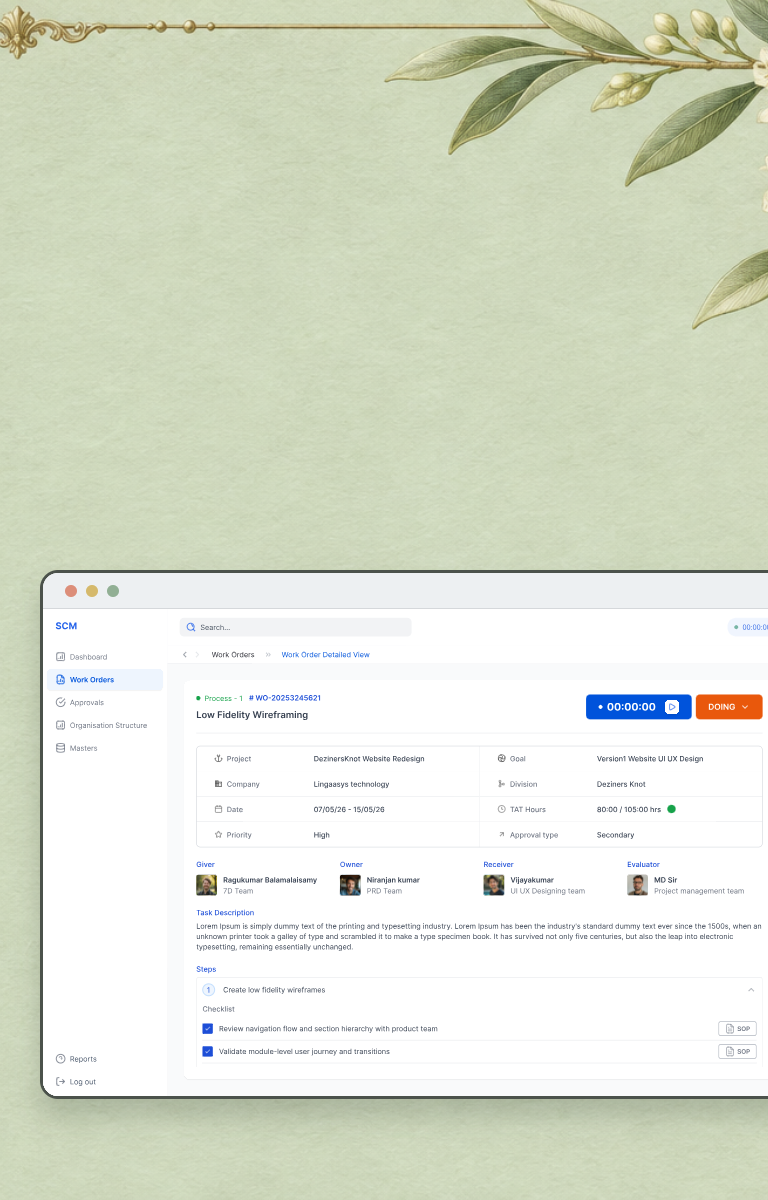 SCM
Search...
00:00:0
Dashboard
Work Orders
Approvals
Organisation Structure
Masters
Reports
Log out
Work Orders » Work Order Detailed View
Process - 1 # WO-20253245621
Low Fidelity Wireframing
00:00:00
DOING
Project DezinersKnot Website Redesign Goal Version1 Website UI UX Design
Company Lingaasys technology Division Deziners Knot
Date 07/05/26 - 15/05/26 TAT Hours 80:00 / 105:00 hrs
Priority High Approval type Secondary
Giver Owner Receiver Evaluator
Ragukumar Balamalaisamy Niranjan kumar Vijayakumar MD Sir
7D Team PRD Team UI UX Designing team Project management team
Task Description
Lorem Ipsum is simply dummy text of the printing and typesetting industry. Lorem Ipsum has been the industry's standard dummy text ever since the 1500s, when an
unknown printer took a galley of type and scrambled it to make a type specimen book. It has survived not only five centuries, but also the leap into electronic
typesetting, remaining essentially unchanged.
Steps
1 Create low fidelity wireframes
Checklist
Review navigation flow and section hierarchy with product team SOP
Validate module-level user journey and transitions SOP